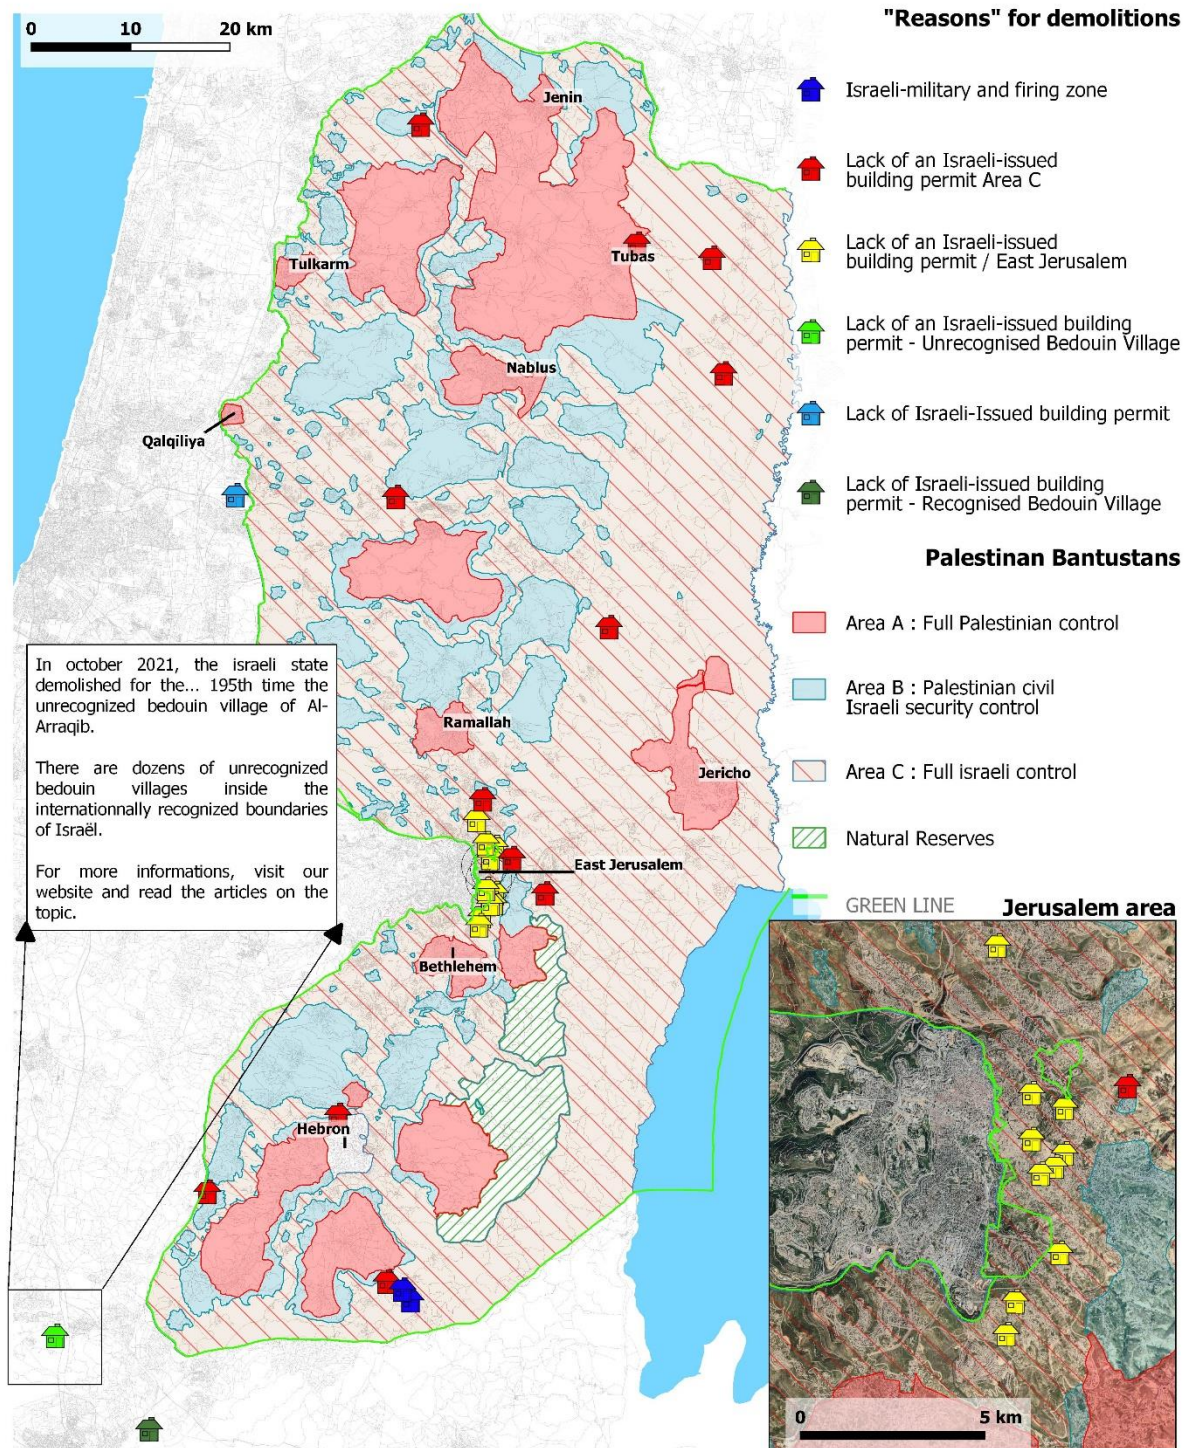 0 10 20 km
"Reasons" for demolitions
Israeli-military and firing zone
Lack of an Israeli-issued
building permit Area C
Lack of an Israeli-issued
building permit / East Jerusalem
Lack of an Israeli-issued building
permit - Unrecognised Bedouin Village
Lack of Israeli-Issued building permit
Lack of Israeli-issued building
permit - Recognised Bedouin Village
Palestinan Bantustans
Area A : Full Palestinian control
Area B : Palestinian civil
Israeli security control
Area C : Full israeli control
Natural Reserves
GREEN LINE
Jenin
Tulkarm
Tubas
Nablus
Qalqiliya
Ramallah
Jericho
East Jerusalem
Bethlehem
Hebron
In october 2021, the israeli state
demolished for the... 195th time the
unrecognized bedouin village of Al-
Arraqib.
There are dozens of unrecognized
bedouin villages inside the
internationnally recognized boundaries
of Israël.
For more informations, visit our
website and read the articles on the
topic.
Jerusalem area
0 5 km